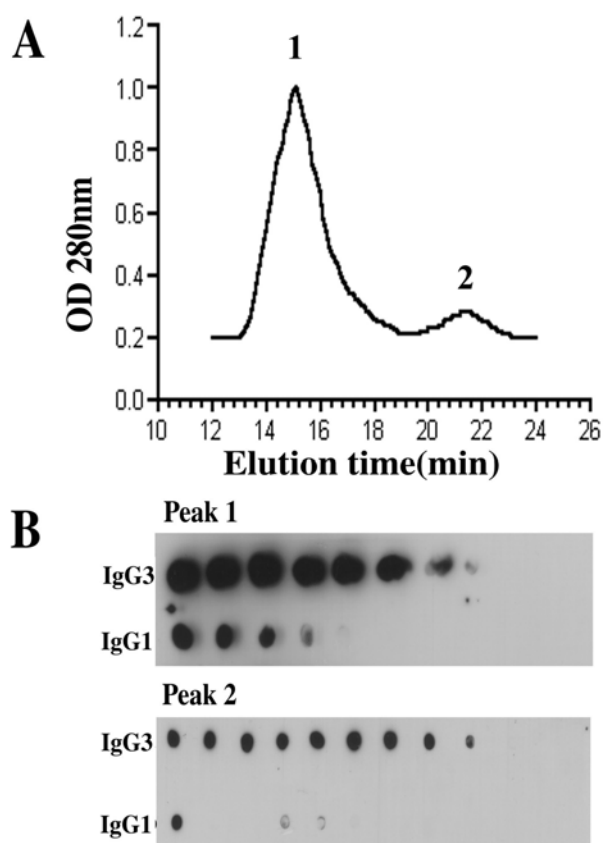 A
1.2
1.0
0.8
0.6
0.4
0.2
0.0
OD 280nm
1
2
10 12 14 16 18 20 22 24 26
Elution time(min)
B
Peak 1
IgG3
IgG1
Peak 2
IgG3
IgG1